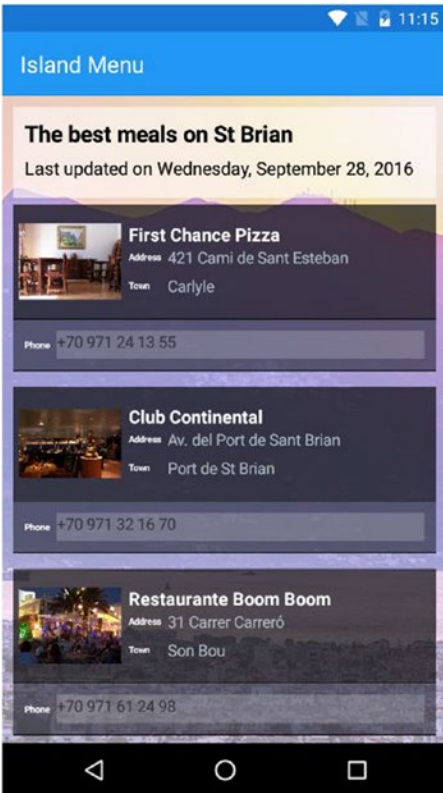 11:15
Island Menu
The best meals on St Brian
Last updated on Wednesday, September 28, 2016
First Chance Pizza
Address 421 Cami de Sant Esteban
Town Carlyle
Phone +70 971 24 13 55
Club Continental
Address Av. del Port de Sant Brian
Town Port de St Brian
Phone +70 971 32 16 70
Restaurante Boom Boom
Address 31 Carrer Carreró
Town Son Bou
Phone +70 971 61 24 98